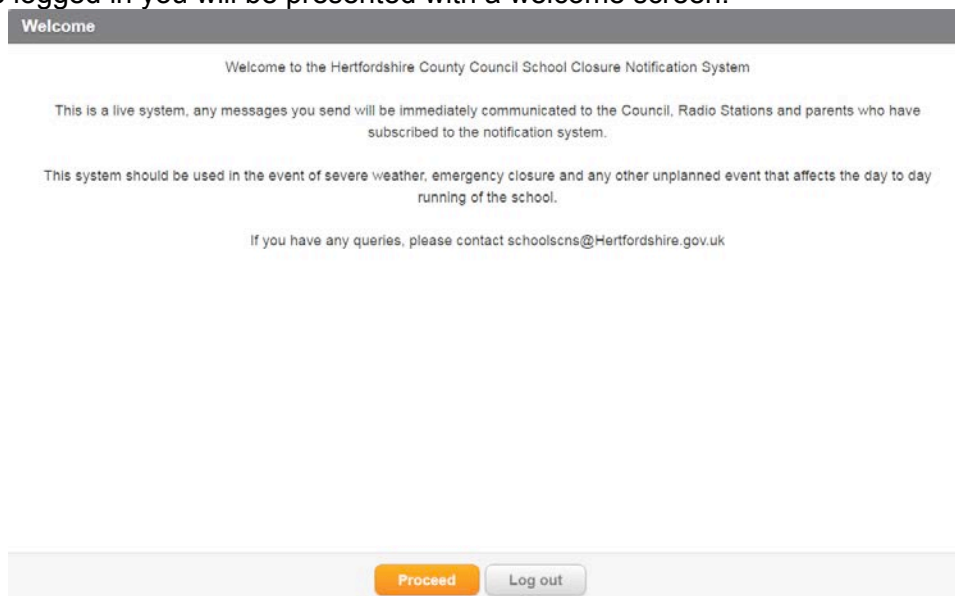 logged in you will be presented with a welcome screen.
Welcome
Welcome to the Hertfordshire County Council School Closure Notification System
This is a live system, any messages you send will be immediately communicated to the Council, Radio Stations and parents who have
subscribed to the notification system.
This system should be used in the event of severe weather, emergency closure and any other unplanned event that affects the day to day
running of the school.
If you have any queries, please contact schoolscns@Hertfordshire.gov.uk
Proceed
Log out